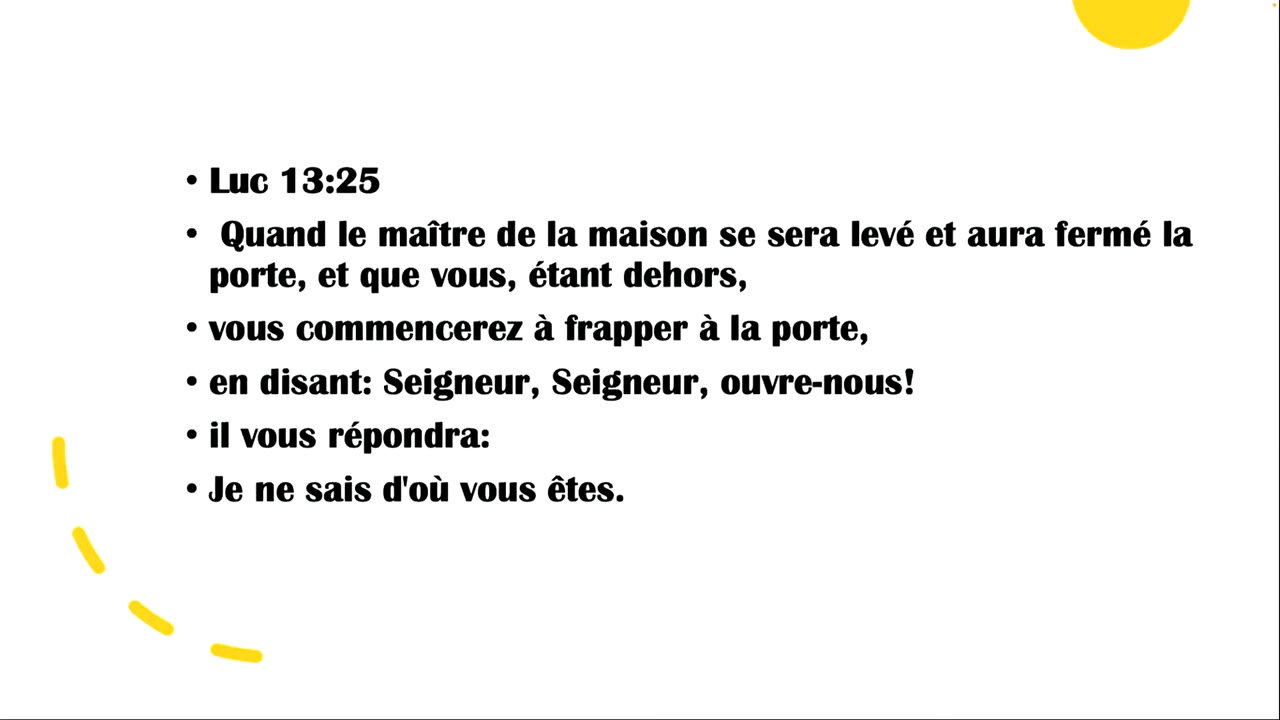 • Luc 13:25
• Quand le maître de la maison se sera levé et aura fermé la
porte, et que vous, étant dehors,
• vous commencerez à frapper à la porte,
• en disant: Seigneur, Seigneur, ouvre-nous!
• il vous répondra:
• Je ne sais d'où vous êtes.